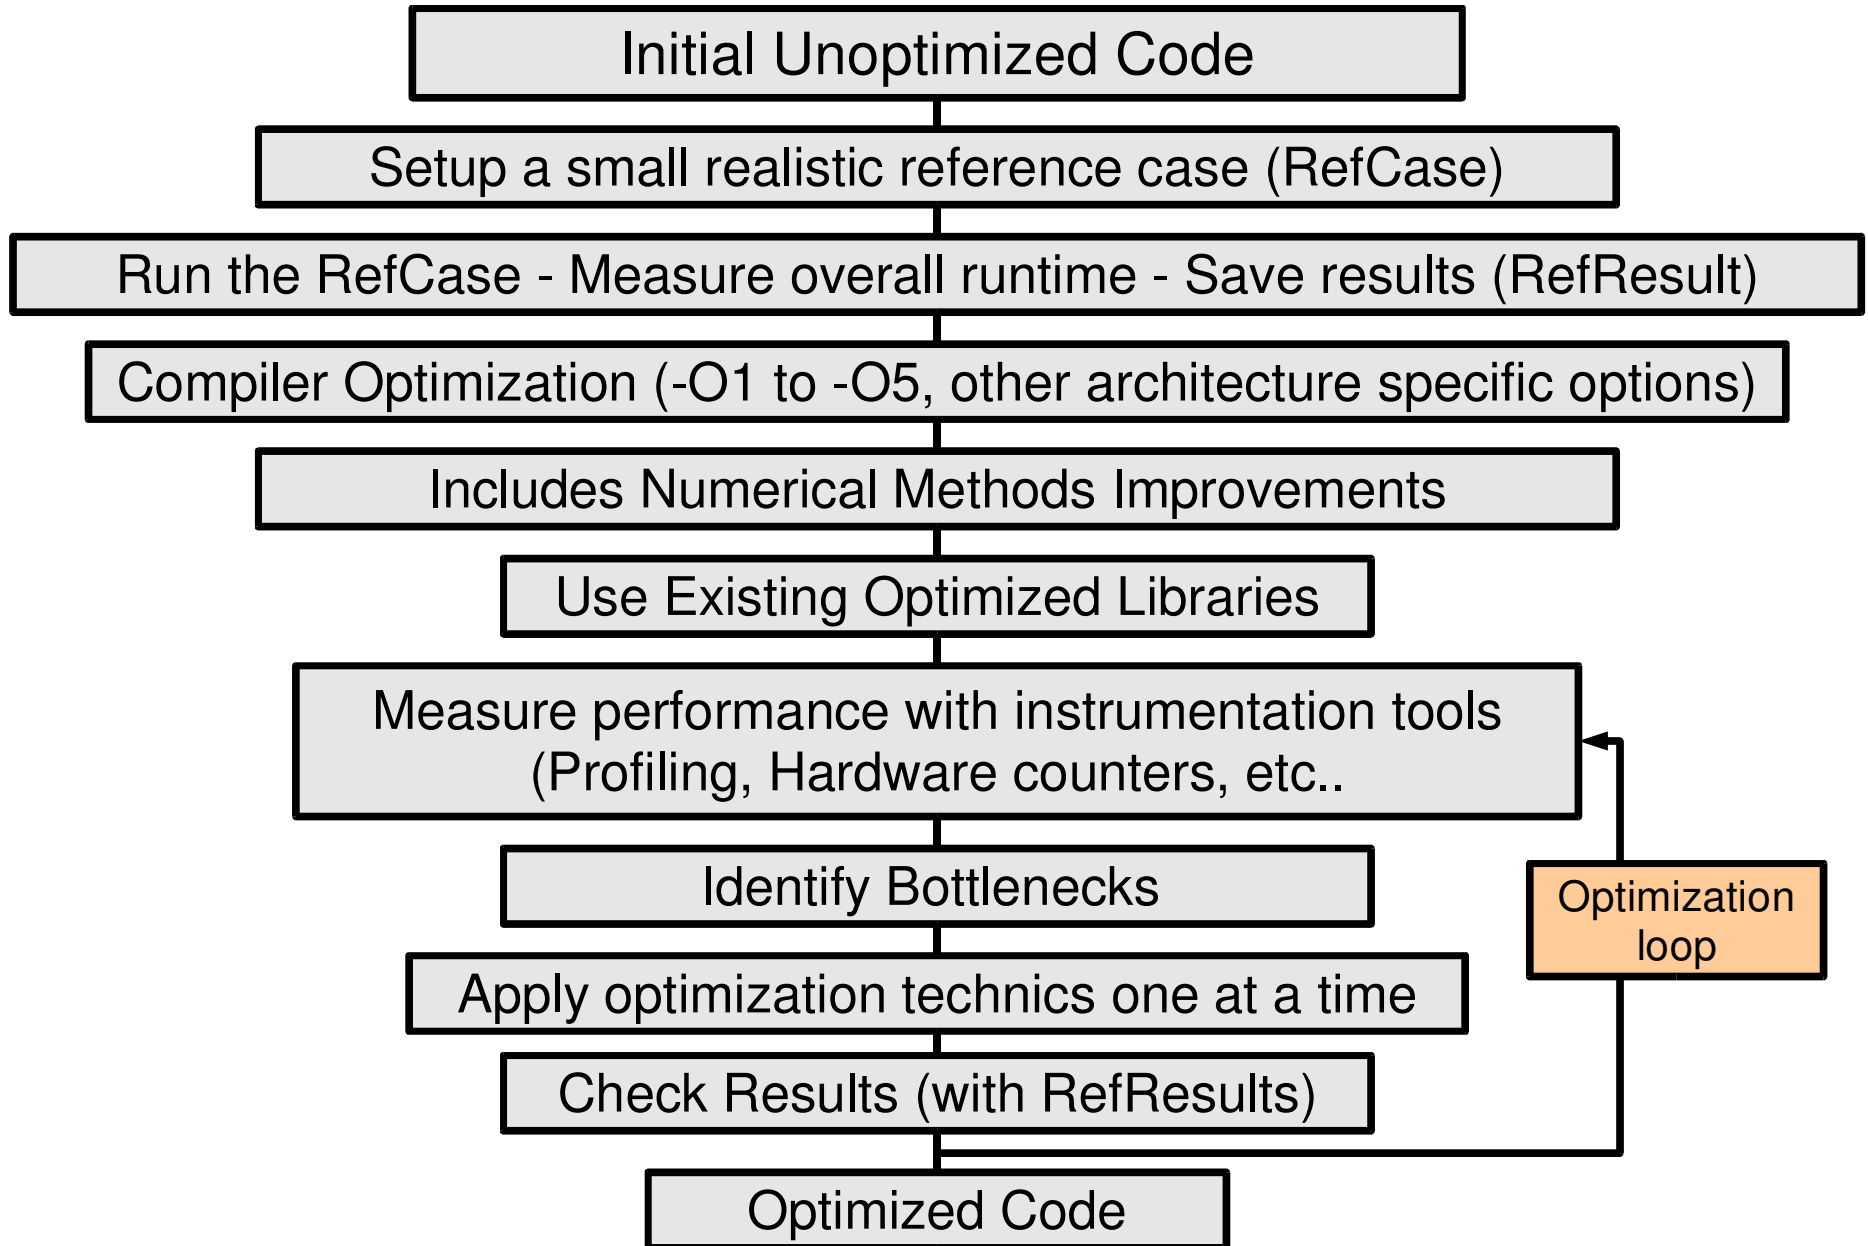 Initial Unoptimized Code
Setup a small realistic reference case (RefCase)
Run the RefCase - Measure overall runtime - Save results (RefResult)
Compiler Optimization (-O1 to -O5, other architecture specific options)
Includes Numerical Methods Improvements
Use Existing Optimized Libraries
Measure performance with instrumentation tools
(Profiling, Hardware counters, etc..
Identify Bottlenecks
Optimization
loop
Apply optimization technics one at a time
Check Results (with RefResults)
Optimized Code